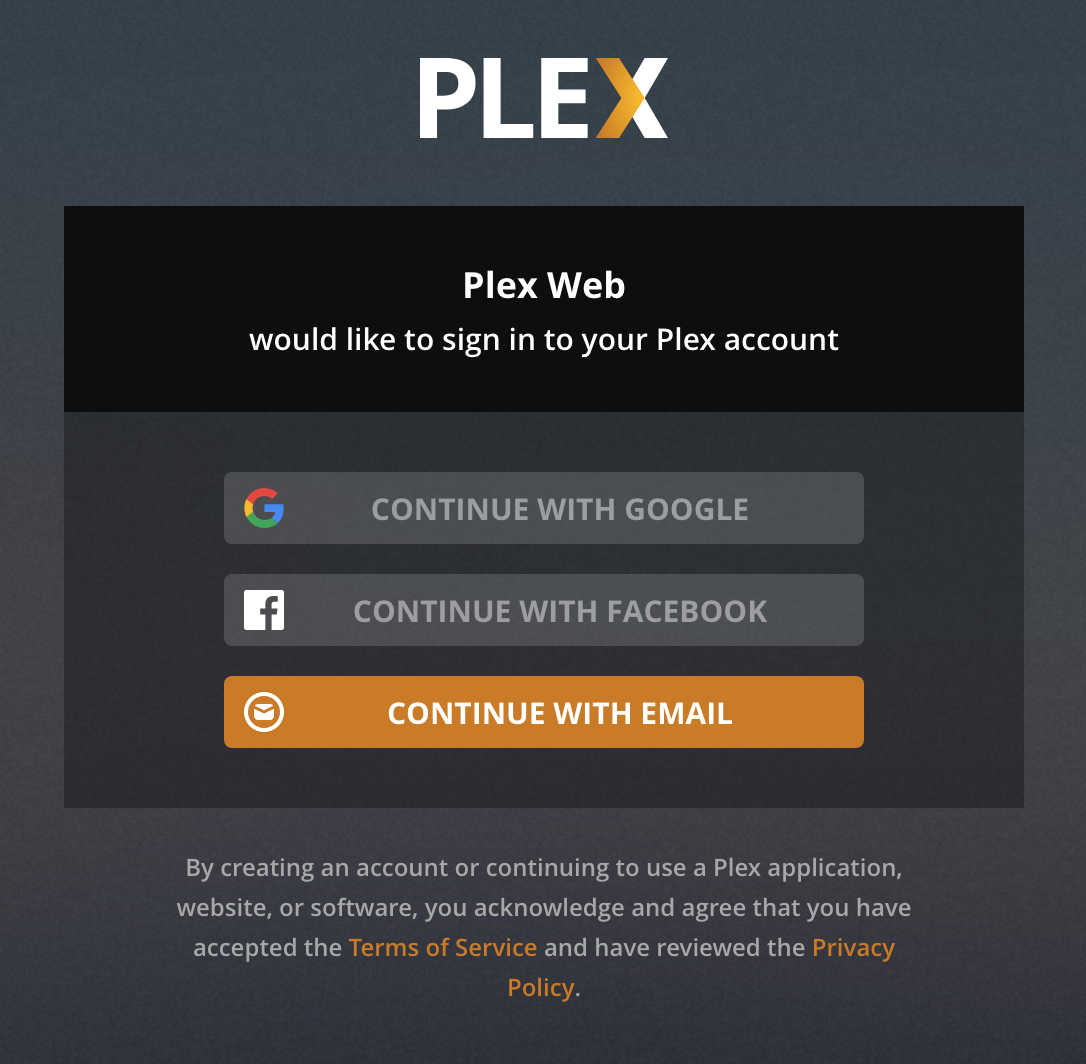 PLEX
Plex Web
would like to sign in to your Plex account
CONTINUE WITH GOOGLE
CONTINUE WITH FACEBOOK
CONTINUE WITH EMAIL
By creating an account or continuing to use a Plex application,
website, or software, you acknowledge and agree that you have
accepted the Terms of Service and have reviewed the Privacy
Policy.